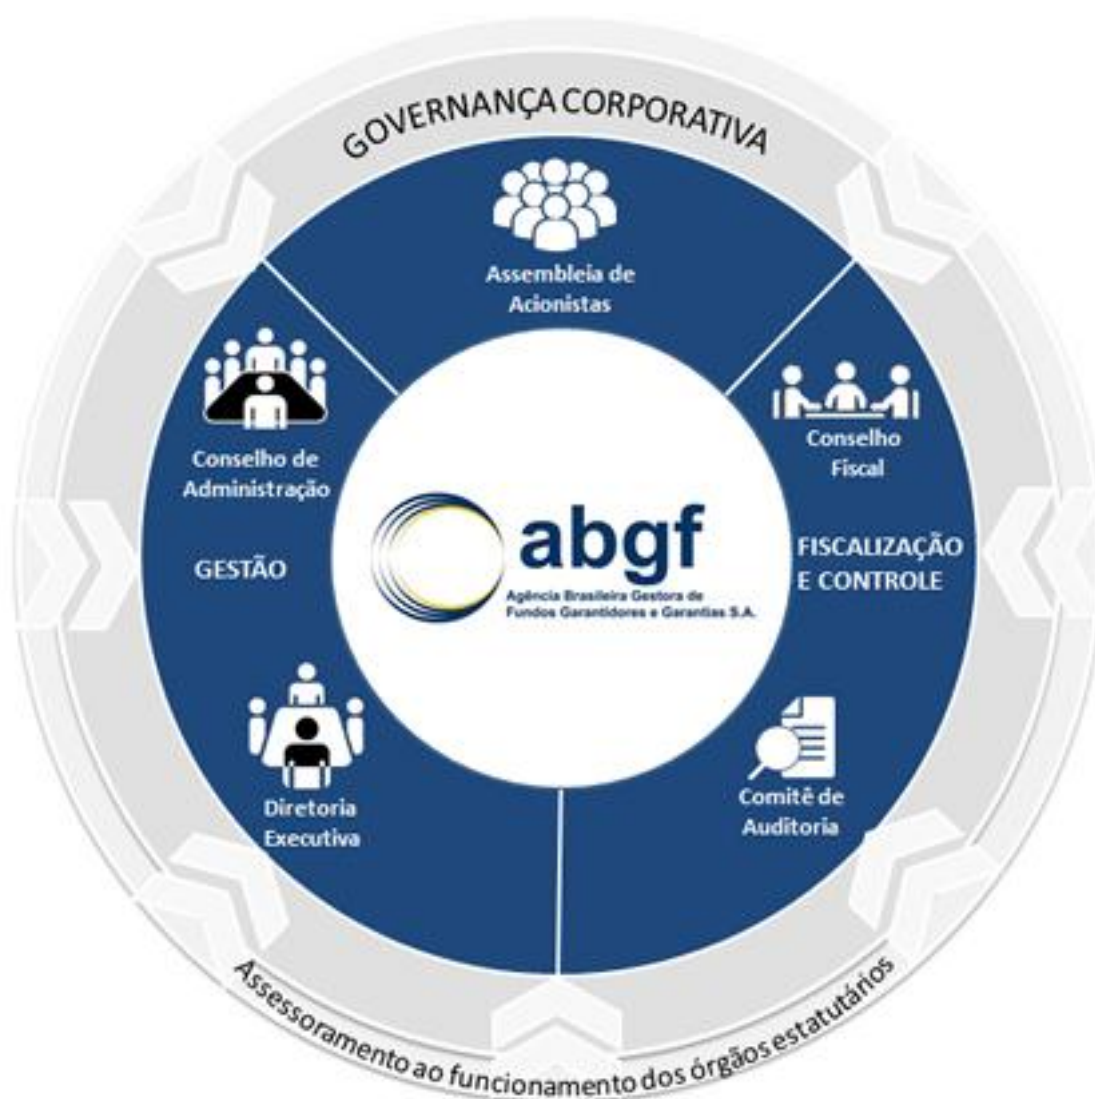 GOVERNANÇA CORPORATIVA
Assembleia de
Acionistas
Conselho de
Administração
GESTÃO
Diretoria
Executiva
abgf
Agência Brasileira Gestora de
Fundos Garantidores e Garantias S.A.
Conselho
Fiscal
FISCALIZAÇÃO
E CONTROLE
Comitê de
Auditoria
Assessoramento ao funcionamento dos órgãos estatutários